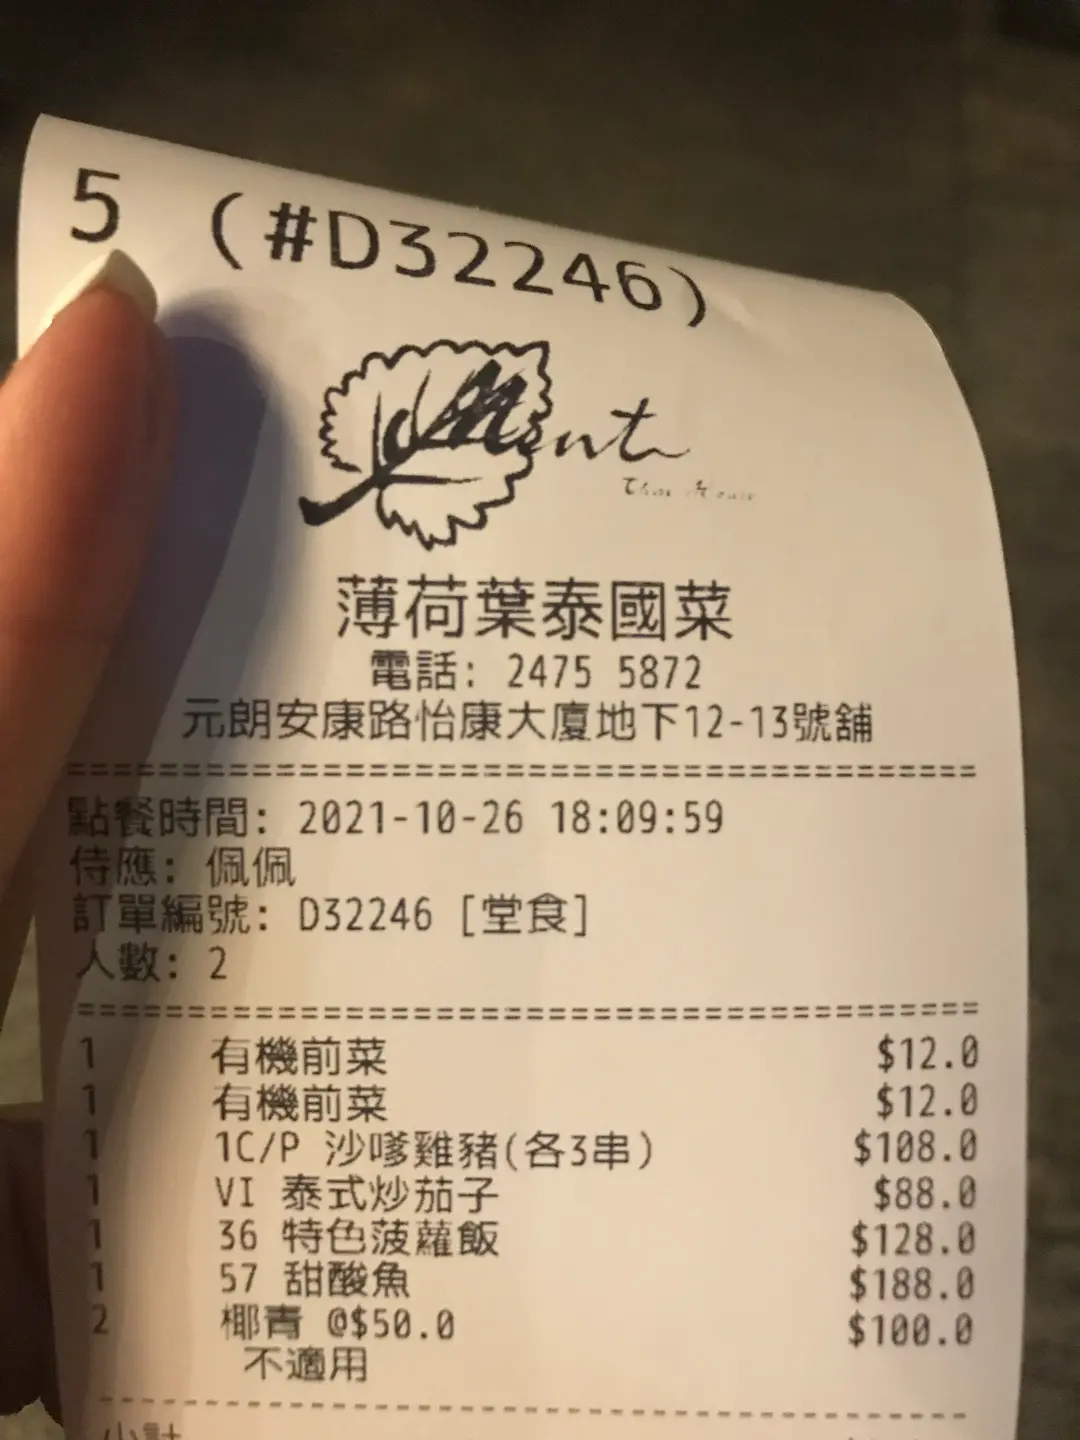 5 (#D32246)
Mint
Thai House
薄荷葉泰國菜
電話: 2475 5872
元朗安康路怡康大廈地下12-13號舖
點餐時間: 2021-10-26 18:09:59
侍應: 佩佩
訂單編號: D32246 [堂食]
人數: 2
1 有機前菜 $12.0
1 有機前菜 $12.0
1 1C/P 沙嗲雞豬(各3串) $108.0
1 VI 泰式炒茄子 $88.0
1 36 特色菠蘿飯 $128.0
1 57 甜酸魚 $188.0
2 椰青 @$50.0 $100.0
不適用
小計